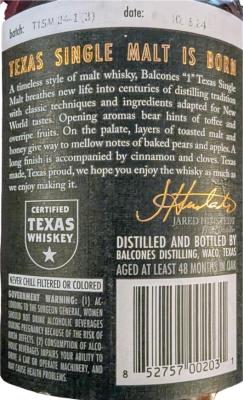 batch: TISM 24-1 (3) date: 10.3.24
TEXAS SINGLE MALT IS BORN
A timeless style of malt whisky, Balcones "1" Texas Single
Malt breathes new life into centuries of distilling tradition
with classic techniques and ingredients adapted for New
World tastes. Opening aromas bear hints of toffee and
overripe fruits. On the palate, layers of toasted malt and
honey give way to mellow notes of baked pears and apples. A
long finish is accompanied by cinnamon and cloves. Texas
made, Texas proud, we hope you enjoy the whisky as much as
we enjoy making it.
CERTIFIED
TEXAS
WHISKEY
DISTILLED AND BOTTLED BY
BALCONES DISTILLING, WACO, TEXAS
AGED AT LEAST 48 MONTHS IN OAK
NEVER CHILL FILTERED OR COLORED
GOVERNMENT WARNING: (1) AC-
CORDING TO THE SURGEON GENERAL, WOMEN
SHOULD NOT DRINK ALCOHOLIC BEVERAGES
DURING PREGNANCY BECAUSE OF THE RISK OF
BIRTH DEFECTS. (2) CONSUMPTION OF ALCO-
HOLIC BEVERAGES IMPAIRS YOUR ABILITY TO
DRIVE A CAR OR OPERATE MACHINERY, AND
MAY CAUSE HEALTH PROBLEMS.
8 52757 00203 1